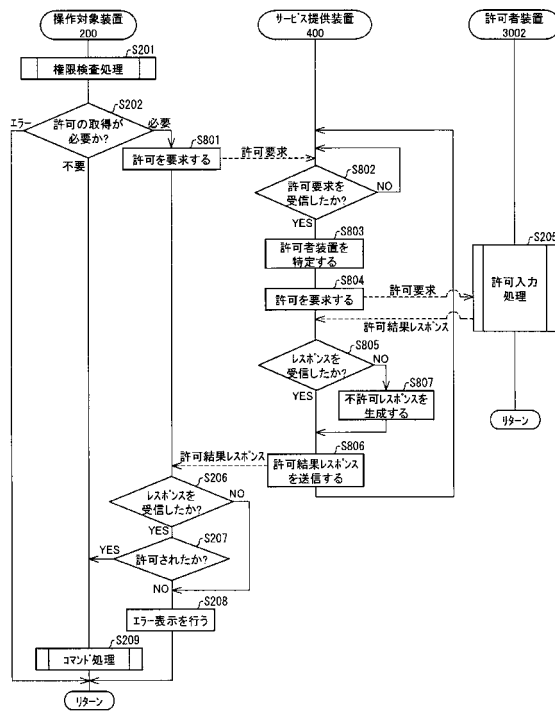 操作対象装置
200
サービス提供装置
400
許可者装置
3002
S201
権限検査処理
S202
許可の取得が
必要か?
エラー
必要
不要
S801
許可を要求する
許可要求
S802
許可要求を
受信したか?
NO
YES
S803
許可者装置を
特定する
S804
許可を要求する
許可要求
S205
許可入力
処理
許可結果レスポンス
S805
レスポンスを
受信したか?
NO
YES
S807
不許可レスポンスを
生成する
リターン
S806
許可結果レスポンス
を送信する
許可結果レスポンス
S206
レスポンスを
受信したか?
NO
YES
S207
許可されたか?
YES
NO
S208
エラー表示を行う
S209
コマンド処理
リターン